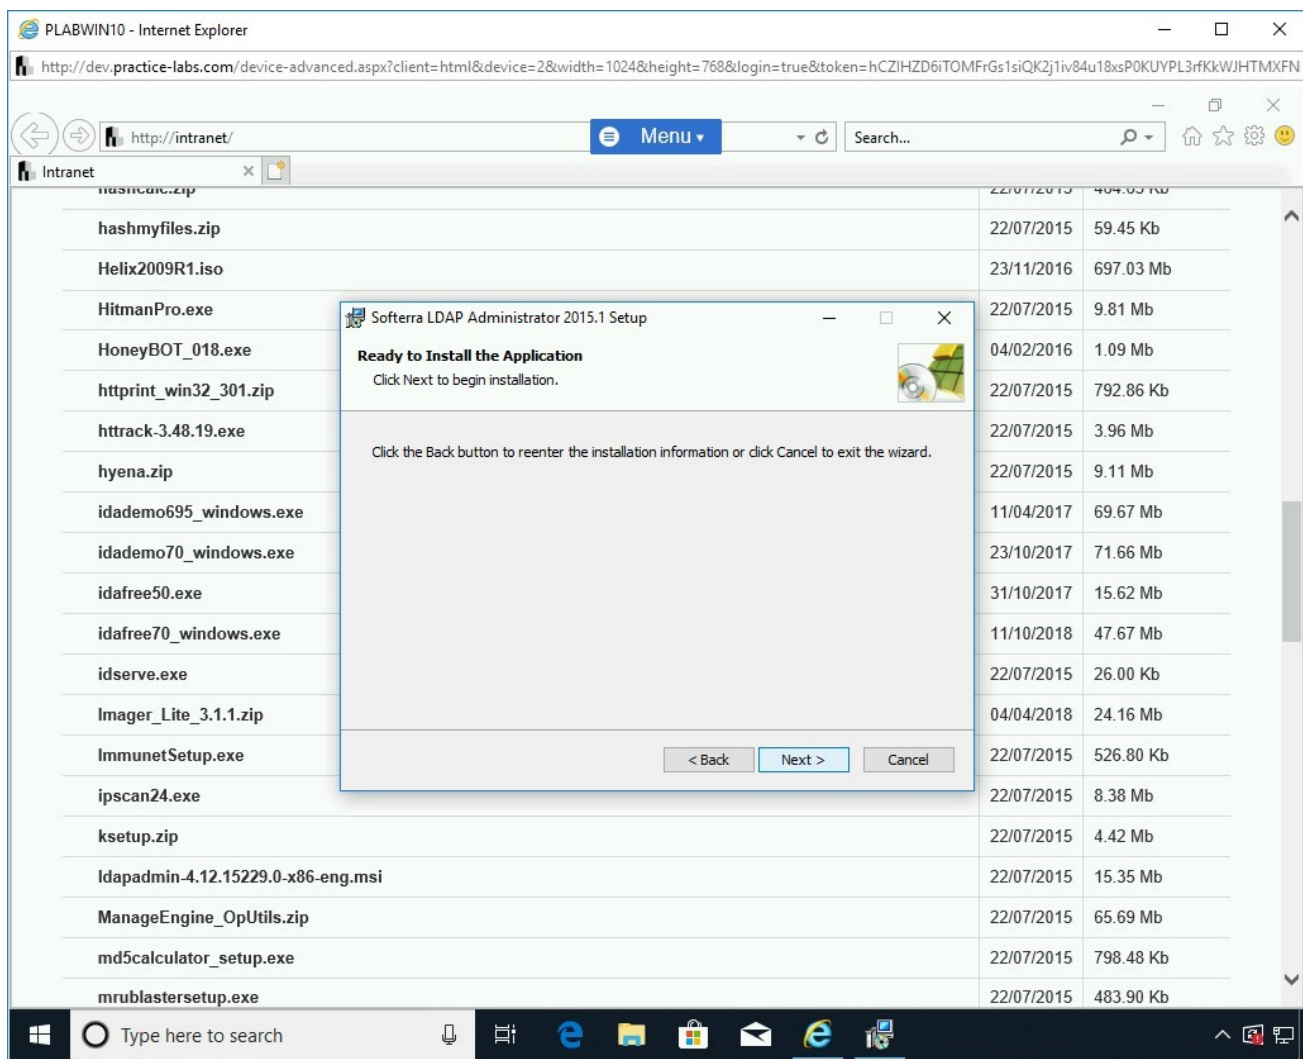 PLABWIN10 - Internet Explorer
http://dev.practice-labs.com/device-advanced.aspx?client=html&device=2&width=1024&height=768&login=true&token=hCZIHZD6iTOMFrGs1siQK2j1iv84u18xsP0KUYPL3rfKkWJHTMXFN
http://intranet/
Menu
Search...
Intranet
hashcalc.zip 22/07/2015 464.65 Kb
hashmyfiles.zip 22/07/2015 59.45 Kb
Helix2009R1.iso 23/11/2016 697.03 Mb
HitmanPro.exe 22/07/2015 9.81 Mb
HoneyBOT_018.exe 04/02/2016 1.09 Mb
httprint_win32_301.zip 22/07/2015 792.86 Kb
httrack-3.48.19.exe 22/07/2015 3.96 Mb
hyena.zip 22/07/2015 9.11 Mb
idademo695_windows.exe 11/04/2017 69.67 Mb
idademo70_windows.exe 23/10/2017 71.66 Mb
idafree50.exe 31/10/2017 15.62 Mb
idafree70_windows.exe 11/10/2018 47.67 Mb
idserve.exe 22/07/2015 26.00 Kb
Imager_Lite_3.1.1.zip 04/04/2018 24.16 Mb
ImmunetSetup.exe 22/07/2015 526.80 Kb
ipscan24.exe 22/07/2015 8.38 Mb
ksetup.zip 22/07/2015 4.42 Mb
ldapadmin-4.12.15229.0-x86-eng.msi 22/07/2015 15.35 Mb
ManageEngine_OpUtils.zip 22/07/2015 65.69 Mb
md5calculator_setup.exe 22/07/2015 798.48 Kb
mrublastersetup.exe 22/07/2015 483.90 Kb
Softerra LDAP Administrator 2015.1 Setup
Ready to Install the Application
Click Next to begin installation.
Click the Back button to reenter the installation information or click Cancel to exit the wizard.
< Back
Next >
Cancel
Type here to search